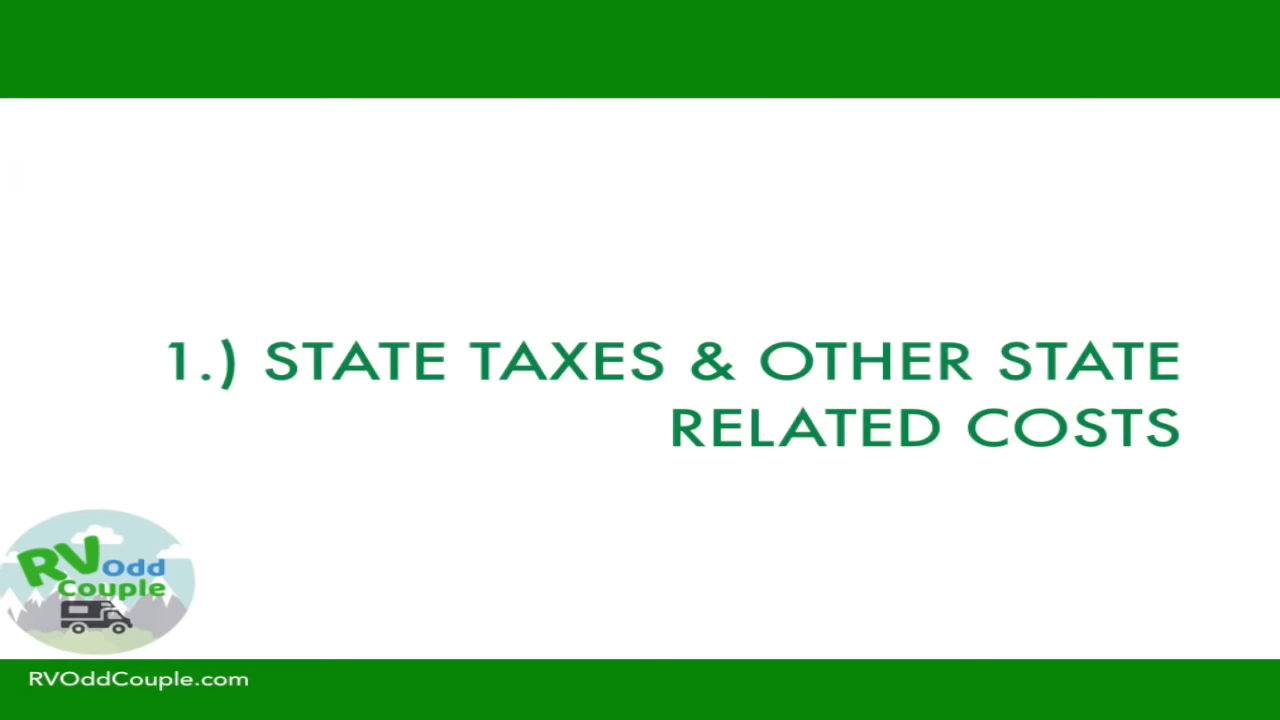 1.) STATE TAXES & OTHER STATE
RELATED COSTS
RV Odd
Couple
RVOddCouple.com